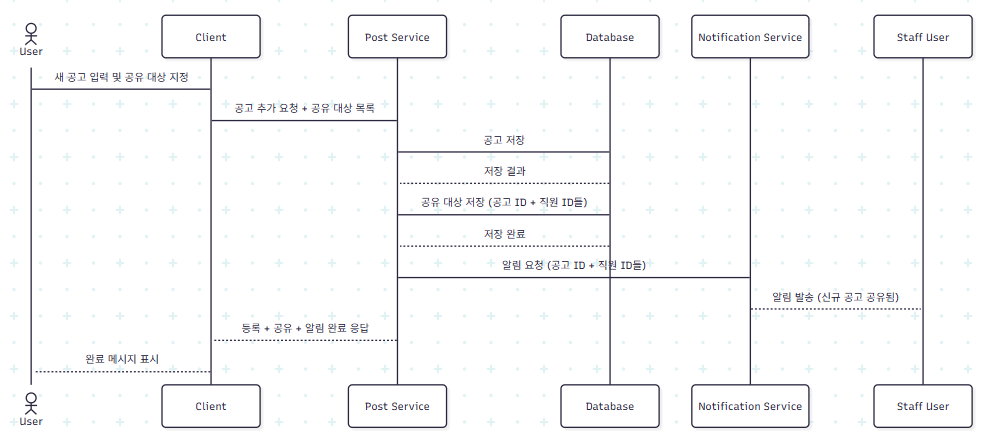 User
Client
Post Service
Database
Notification Service
Staff User
새 공고 입력 및 공유 대상 지정
공고 추가 요청 + 공유 대상 목록
공고 저장
저장 결과
공유 대상 저장 (공고 ID + 직원 ID들)
저장 완료
알림 요청 (공고 ID + 직원 ID들)
알림 발송 (신규 공고 공유됨)
등록 + 공유 + 알림 완료 응답
완료 메시지 표시
User
Client
Post Service
Database
Notification Service
Staff User